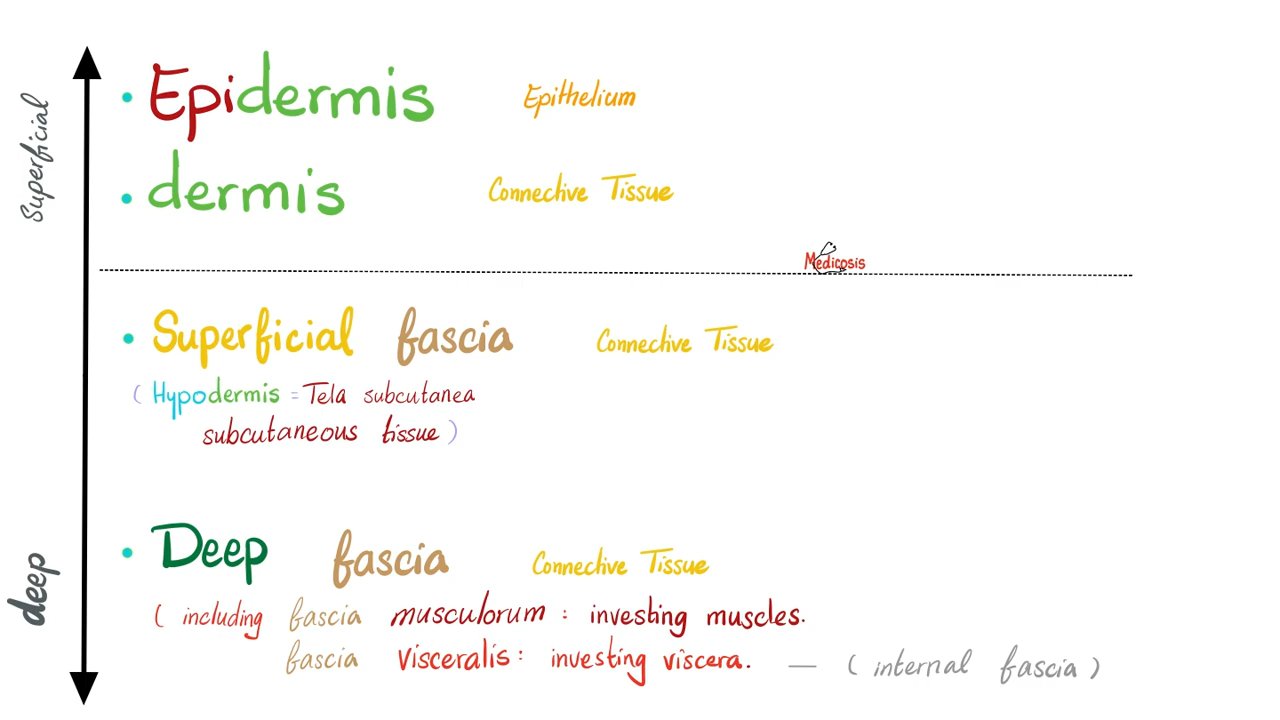 Superficial
• Epidermis Epithelium
• dermis Connective Tissue
Medicosis
• Superficial fascia Connective Tissue
( Hypodermis = Tela subcutanea
subcutaneous tissue )
deep
• Deep fascia Connective Tissue
( including fascia musculorum : investing muscles.
fascia visceralis : investing viscera. — ( internal fascia )